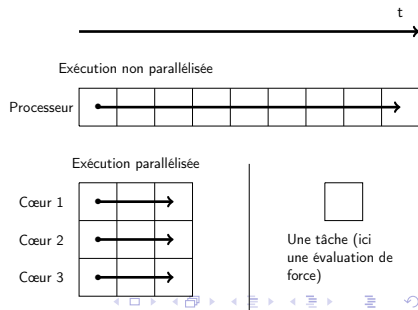 t
Exécution non parallélisée
Processeur
Exécution parallélisée
Cœur 1
Cœur 2
Cœur 3
Une tâche (ici
une évaluation de
force)